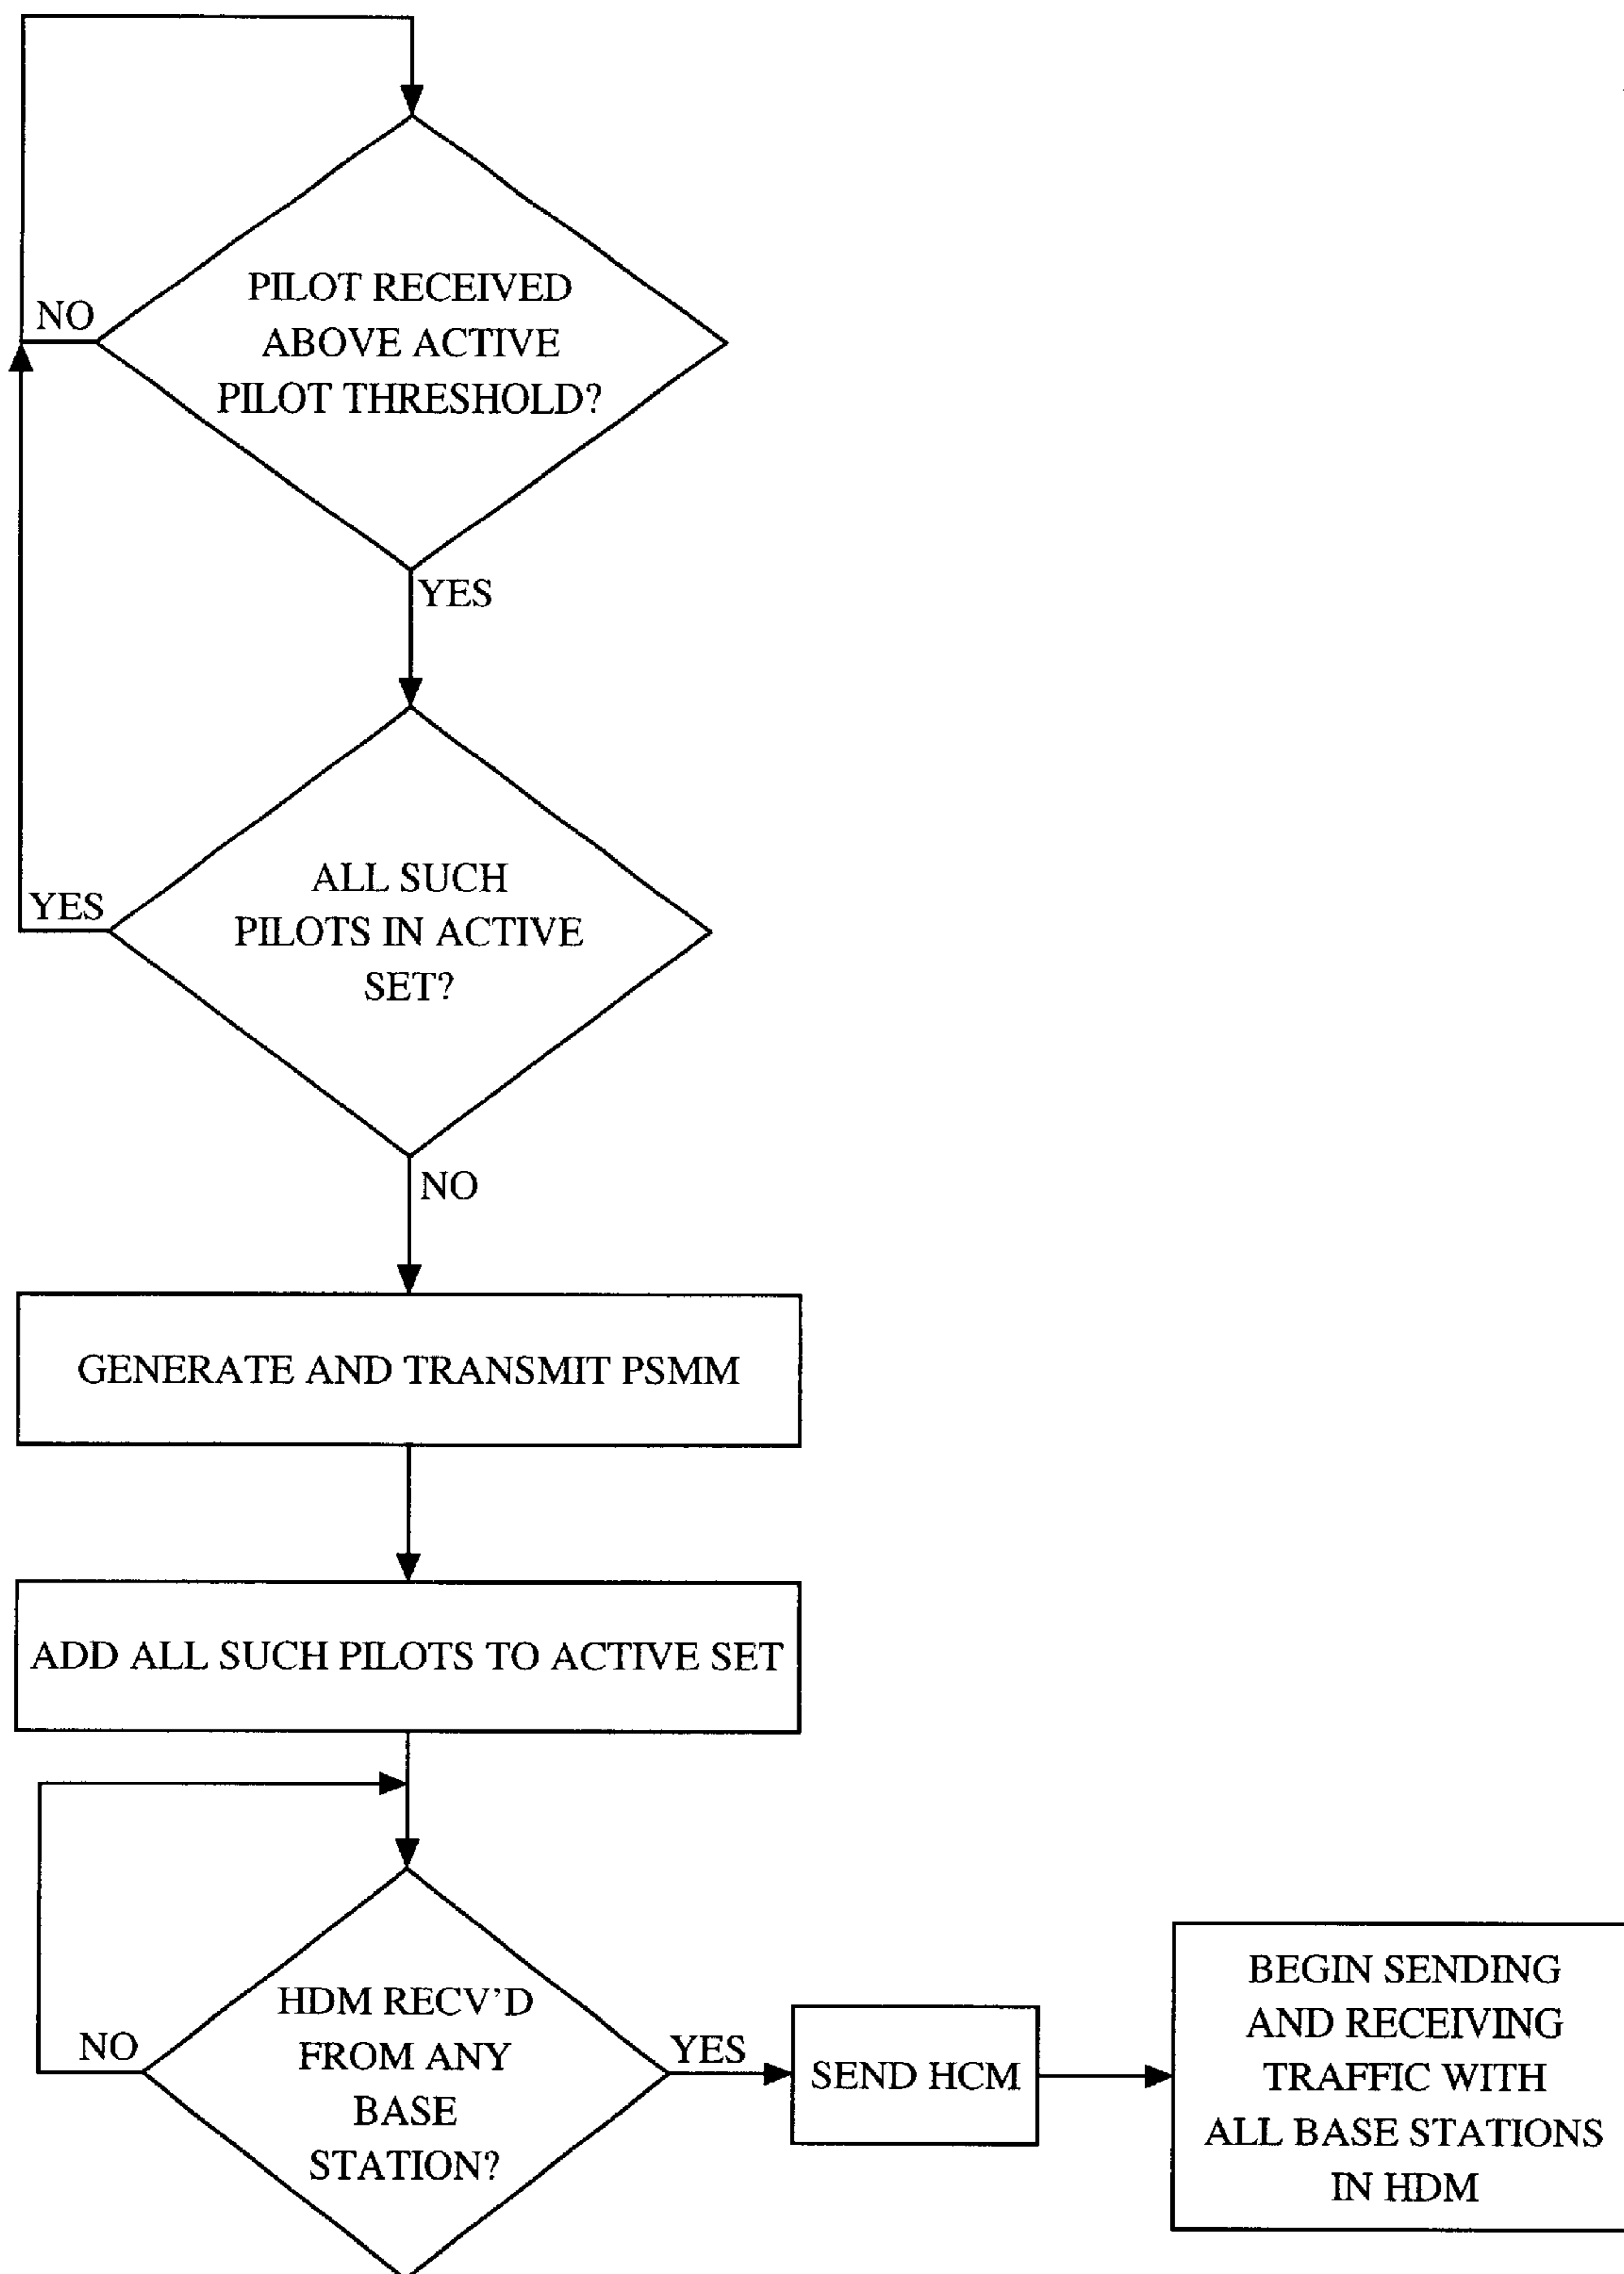 PILOT RECEIVED
ABOVE ACTIVE
PILOT THRESHOLD?
NO
YES
ALL SUCH
PILOTS IN ACTIVE
SET?
YES
NO
GENERATE AND TRANSMIT PSMM
ADD ALL SUCH PILOTS TO ACTIVE SET
HDM RECV'D
FROM ANY
BASE
STATION?
NO
YES
SEND HCM
BEGIN SENDING
AND RECEIVING
TRAFFIC WITH
ALL BASE STATIONS
IN HDM